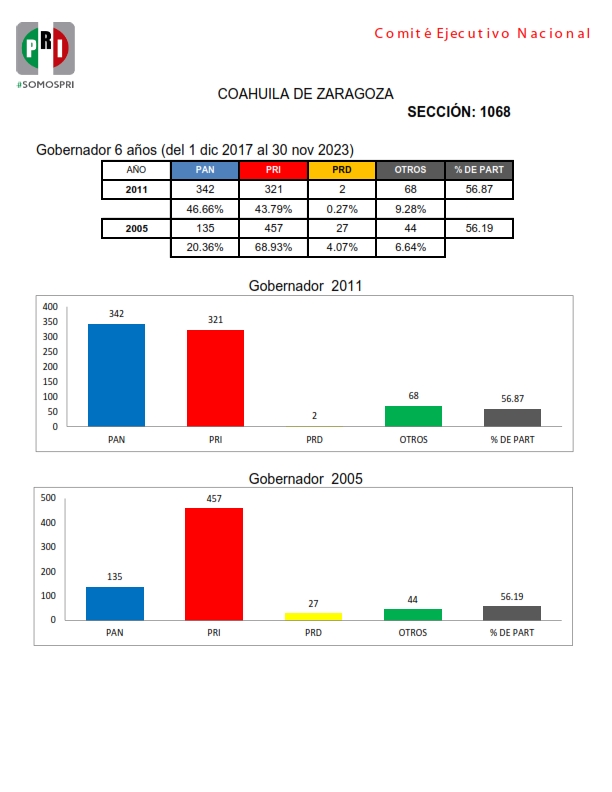 Comité Ejecutivo Nacional
PRI
#SOMOSPRI
COAHUILA DE ZARAGOZA
SECCIÓN: 1068
Gobernador 6 años (del 1 dic 2017 al 30 nov 2023)
AÑO PAN PRI PRD OTROS % DE PART
2011 342 321 2 68 56.87
46.66% 43.79% 0.27% 9.28%
2005 135 457 27 44 56.19
20.36% 68.93% 4.07% 6.64%
Gobernador 2011
400
350
300
250
200
150
100
50
0
342
321
2
68
56.87
PAN PRI PRD OTROS % DE PART
Gobernador 2005
500
400
300
200
100
0
135
457
27
44
56.19
PAN PRI PRD OTROS % DE PART